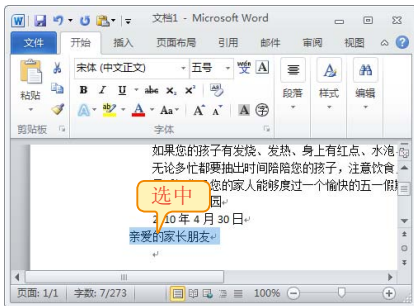 文档1 - Microsoft Word
文件 开始 插入 页面布局 引用 邮件 审阅 视图
宋体 (中文正文) 五号 wén 文 A
B I U abc X₂ X² 段落 样式 编辑
粘贴
A ab A Aa A A A 字
剪贴板 字体
如果您的孩子有发烧、发热、身上有红点、水泡
无论多忙都要抽出时间陪陪您的孩子，注意饮食
您的家人能够度过一个愉快的五一假
园
选中
2010 年 4 月 30 日
亲爱的家长朋友
页面: 1/1 字数: 7/273 100%